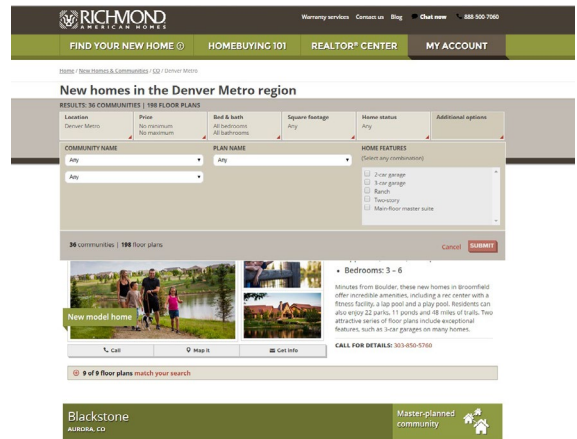 RICHMOND
AMERICAN HOMES
Warranty services Contact us Blog Chat now 888-500-7060
FIND YOUR NEW HOME HOMEBUYING 101 REALTOR® CENTER MY ACCOUNT
Home / New Homes & Communities / CO / Denver Metro
New homes in the Denver Metro region
RESULTS: 36 COMMUNITIES | 198 FLOOR PLANS
Location Price Bed & bath Square footage Home status Additional options
Denver Metro No minimum All bedrooms Any Any
No maximum All bathrooms
COMMUNITY NAME PLAN NAME HOME FEATURES
Any Any (Select any combination)
Any
2-car garage
3-car garage
Ranch
Two-story
Main-floor master suite
36 communities | 198 floor plans Cancel SUBMIT
• Bedrooms: 3 – 6
Minutes from Boulder, these new homes in Broomfield
offer incredible amenities, including a rec center with a
fitness facility, a lap pool and a play pool. Residents can
also enjoy 22 parks, 11 ponds and 48 miles of trails. Two
attractive series of floor plans include exceptional
features, such as 3-car garages on many homes.
New model home
CALL FOR DETAILS: 303-850-5760
Call Map it Get info
9 of 9 floor plans match your search
Blackstone
AURORA, CO
Master-planned
community